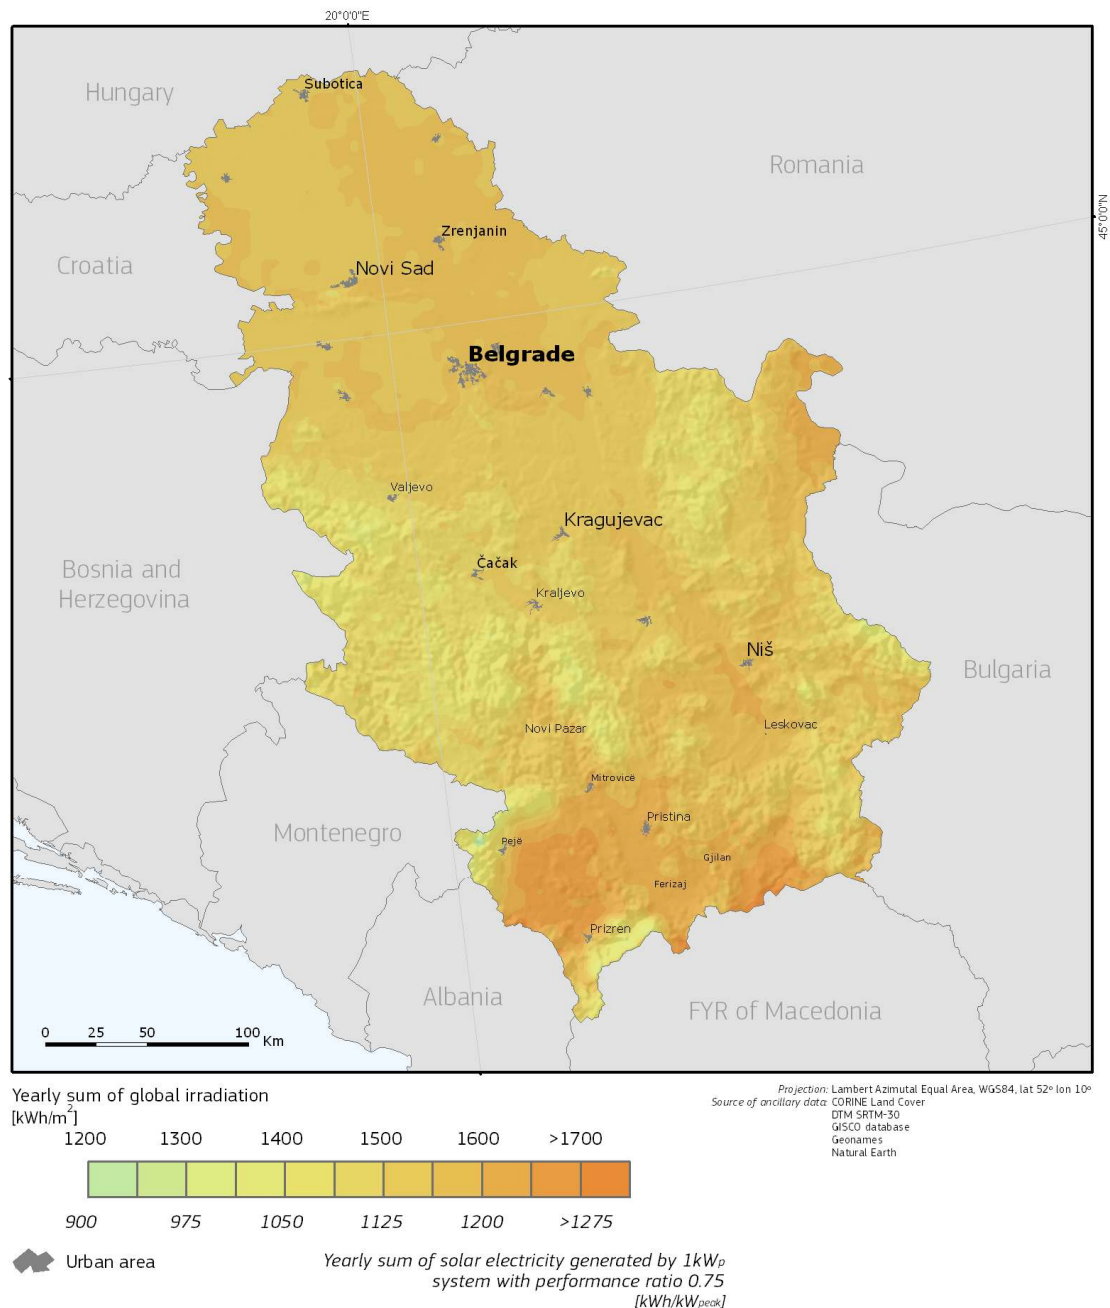 20°0'0"E
Subotica
Hungary
Romania
45°0'0"N
Zrenjanin
Croatia
Novi Sad
Belgrade
Valjevo
Kragujevac
Čačak
Bosnia and
Herzegovina
Kraljevo
Niš
Bulgaria
Leskovac
Novi Pazar
Mitrovicë
Pristina
Montenegro
Pejë
Gjilan
Ferizaj
Prizren
Albania
FYR of Macedonia
0 25 50 100 Km
Yearly sum of global irradiation
[kWh/m²]
1200 1300 1400 1500 1600 >1700
900 975 1050 1125 1200 >1275
Urban area
Yearly sum of solar electricity generated by 1kWp
system with performance ratio 0.75
[kWh/kWpeak]
Projection: Lambert Azimutal Equal Area, WGS84, lat 52º lon 10º
Source of ancillary data: CORINE Land Cover
DTM SRTM-30
GISCO database
Geonames
Natural Earth